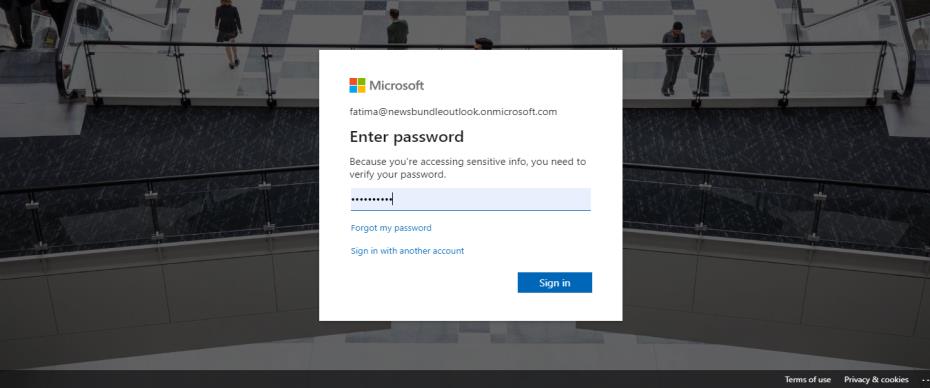 Microsoft
fatima@newsbundleoutlook.onmicrosoft.com
Enter password
Because you're accessing sensitive info, you need to
verify your password.
••••••••••
Forgot my password
Sign in with another account
Sign in
Terms of use Privacy & cookies